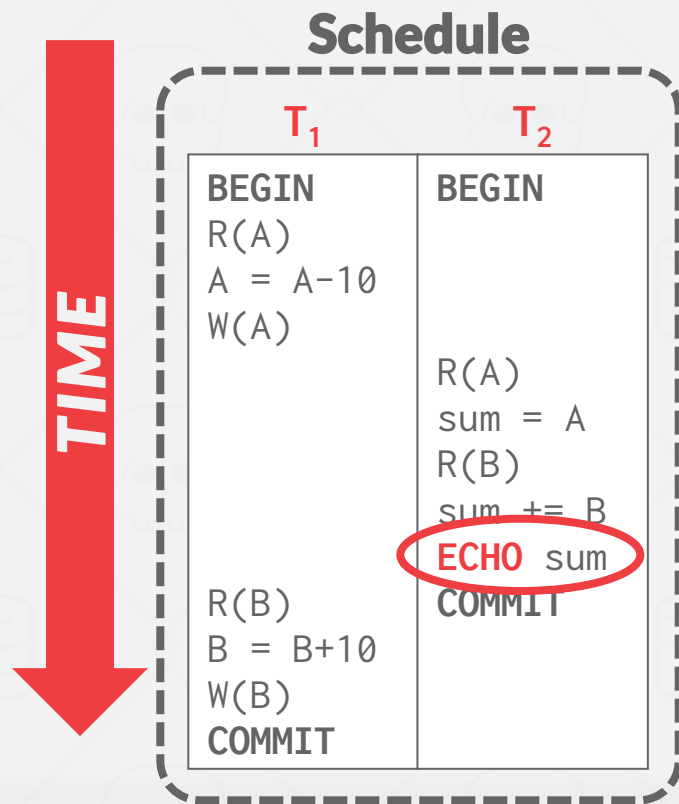 Schedule
TIME
T₁ T₂
BEGIN BEGIN
R(A)
A = A-10
W(A)
R(A)
sum = A
R(B)
sum += B
ECHO sum
R(B) COMMIT
B = B+10
W(B)
COMMIT